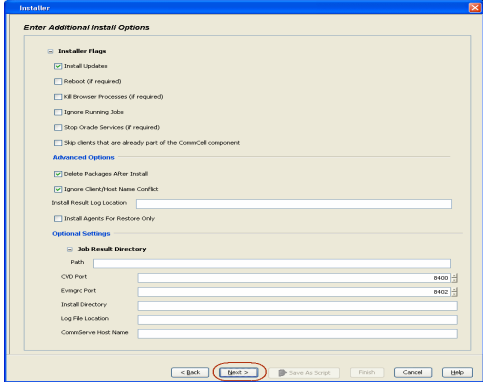 Installer
Enter Additional Install Options
Installer Flags
Install Updates
Reboot (if required)
Kill Browser Processes (if required)
Ignore Running Jobs
Stop Oracle Services (if required)
Skip clients that are already part of the CommCell component
Advanced Options
Delete Packages After Install
Ignore Client/Host Name Conflict
Install Result Log Location
Install Agents For Restore Only
Optional Settings
Job Result Directory
Path
CVD Port 8400
Evmgrc Port 8402
Install Directory
Log File Location
CommServe Host Name
< Back Next > Save As Script Finish Cancel Help